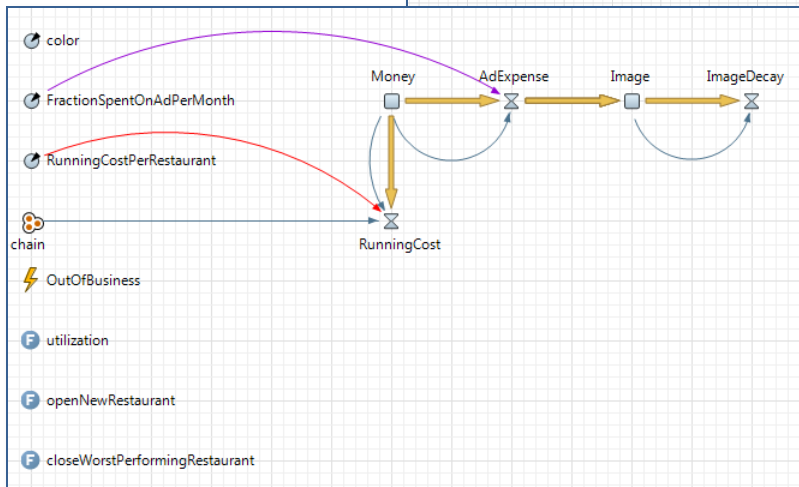 color
Money
AdExpense
Image
ImageDecay
FractionSpentOnAdPerMonth
RunningCostPerRestaurant
chain
RunningCost
OutOfBusiness
F utilization
F openNewRestaurant
F closeWorstPerformingRestaurant